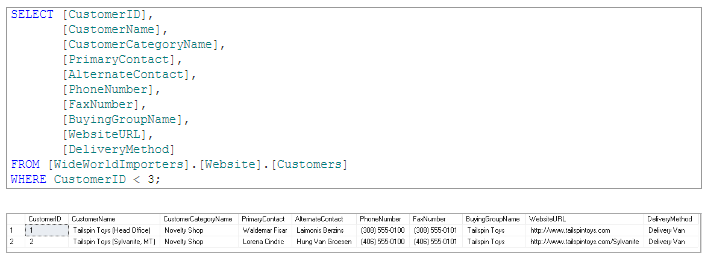 SELECT [CustomerID],
[CustomerName],
[CustomerCategoryName],
[PrimaryContact],
[AlternateContact],
[PhoneNumber],
[FaxNumber],
[BuyingGroupName],
[WebsiteURL],
[DeliveryMethod]
FROM [WideWorldImporters].[Website].[Customers]
WHERE CustomerID < 3;
CustomerID CustomerName CustomerCategoryName PrimaryContact AlternateContact PhoneNumber FaxNumber BuyingGroupName WebsiteURL DeliveryMethod
1 1 Tailspin Toys (Head Office) Novelty Shop Waldemar Fisar Laimonis Berzins (308) 555-0100 (308) 555-0101 Tailspin Toys http://www.tailspintoys.com Delivery Van
2 2 Tailspin Toys (Sylvanite, MT) Novelty Shop Lorena Cindric Hung Van Groesen (406) 555-0100 (406) 555-0101 Tailspin Toys http://www.tailspintoys.com/Sylvanite Delivery Van